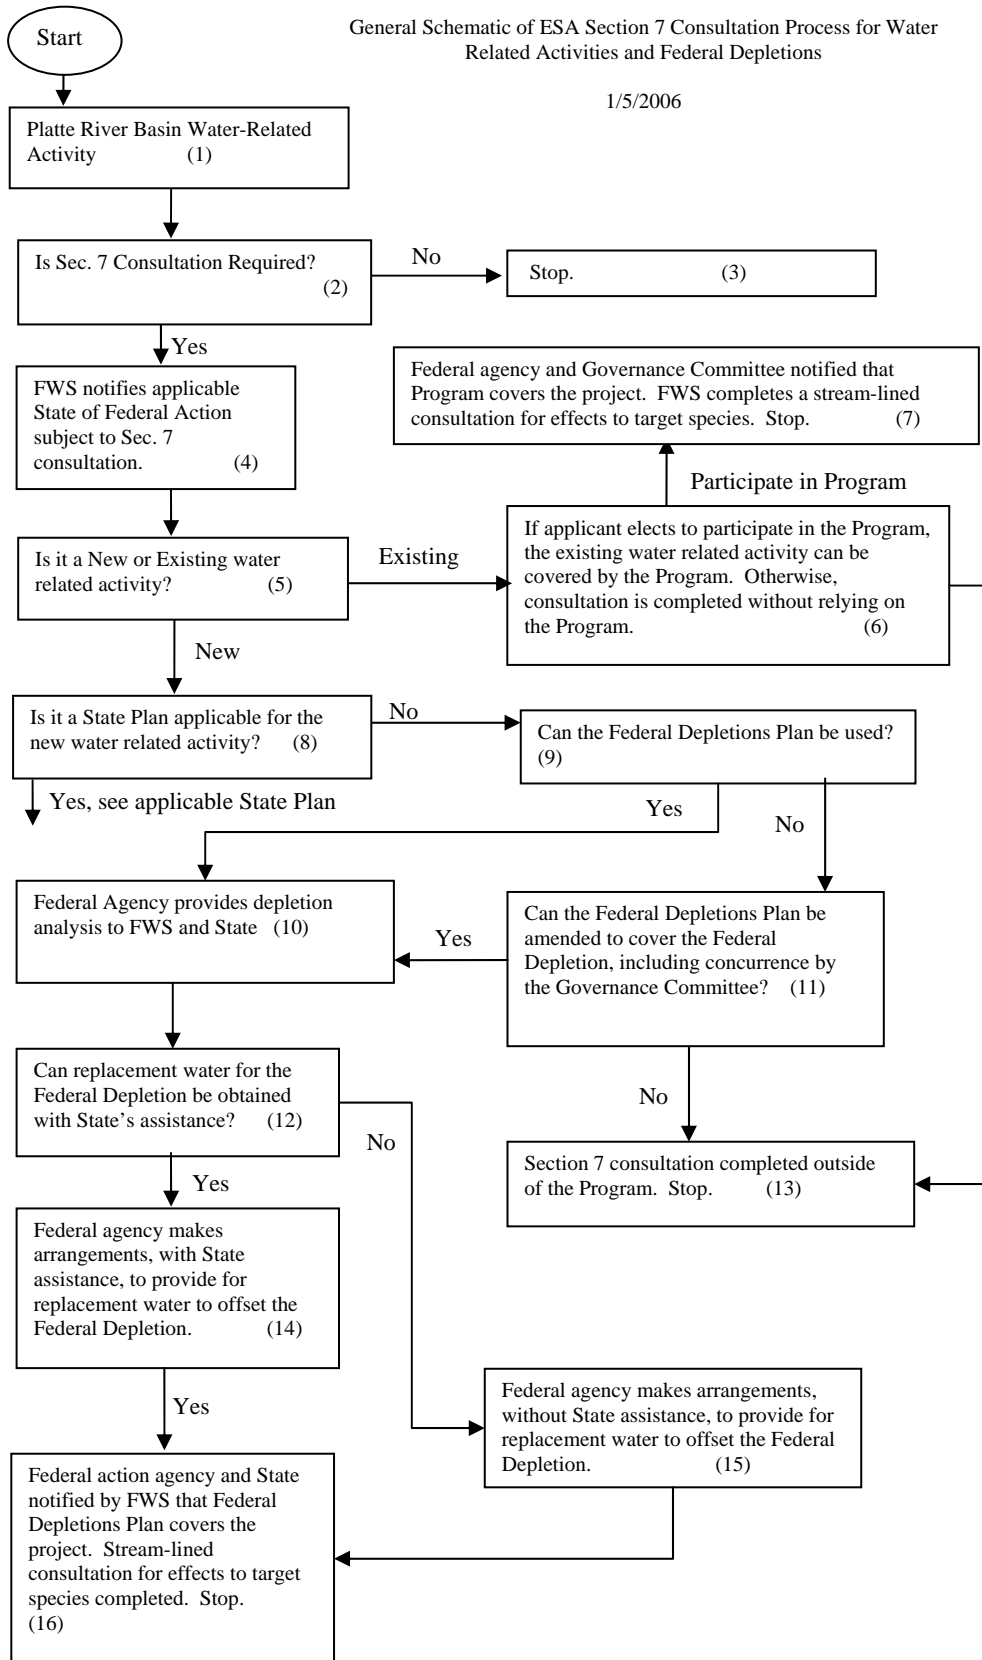 Start
General Schematic of ESA Section 7 Consultation Process for Water
Related Activities and Federal Depletions
1/5/2006
Platte River Basin Water-Related
Activity (1)
Is Sec. 7 Consultation Required?
(2)
No
Stop. (3)
Yes
FWS notifies applicable
State of Federal Action
subject to Sec. 7
consultation. (4)
Federal agency and Governance Committee notified that
Program covers the project. FWS completes a stream-lined
consultation for effects to target species. Stop. (7)
Participate in Program
Is it a New or Existing water
related activity? (5)
Existing
If applicant elects to participate in the Program,
the existing water related activity can be
covered by the Program. Otherwise,
consultation is completed without relying on
the Program. (6)
New
Is it a State Plan applicable for the
new water related activity? (8)
No
Can the Federal Depletions Plan be used?
(9)
Yes, see applicable State Plan
Yes
No
Federal Agency provides depletion
analysis to FWS and State (10)
Yes
Can the Federal Depletions Plan be
amended to cover the Federal
Depletion, including concurrence by
the Governance Committee? (11)
Can replacement water for the
Federal Depletion be obtained
with State's assistance? (12)
No
No
Section 7 consultation completed outside
of the Program. Stop. (13)
Yes
Federal agency makes
arrangements, with State
assistance, to provide for
replacement water to offset the
Federal Depletion. (14)
Yes
Federal agency makes arrangements,
without State assistance, to provide for
replacement water to offset the Federal
Depletion. (15)
Federal action agency and State
notified by FWS that Federal
Depletions Plan covers the
project. Stream-lined
consultation for effects to target
species completed. Stop.
(16)